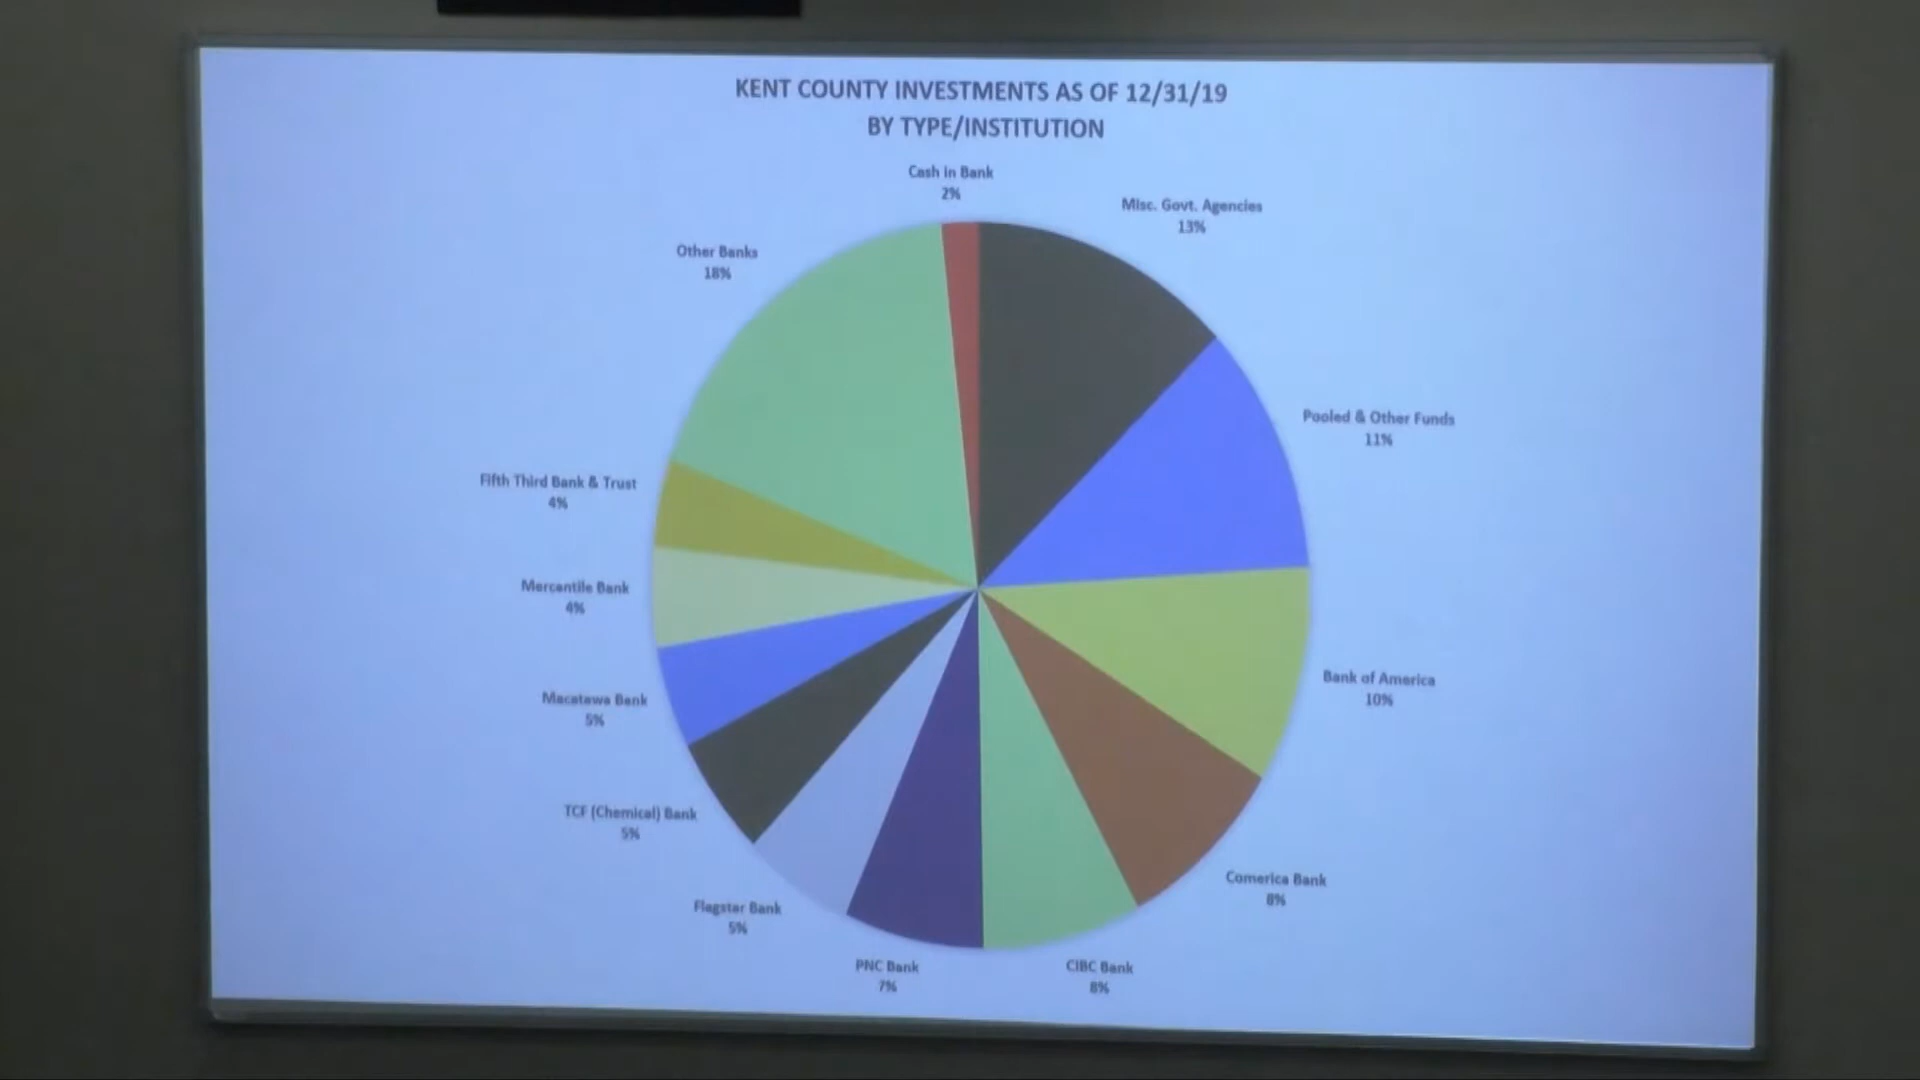 KENT COUNTY INVESTMENTS AS OF 12/31/19
BY TYPE/INSTITUTION
Cash in Bank
2%
Misc. Govt. Agencies
13%
Pooled & Other Funds
11%
Bank of America
10%
Comerica Bank
8%
CIBC Bank
8%
PNC Bank
7%
Flagstar Bank
5%
TCF (Chemical) Bank
5%
Macatawa Bank
5%
Mercantile Bank
4%
Fifth Third Bank & Trust
4%
Other Banks
18%